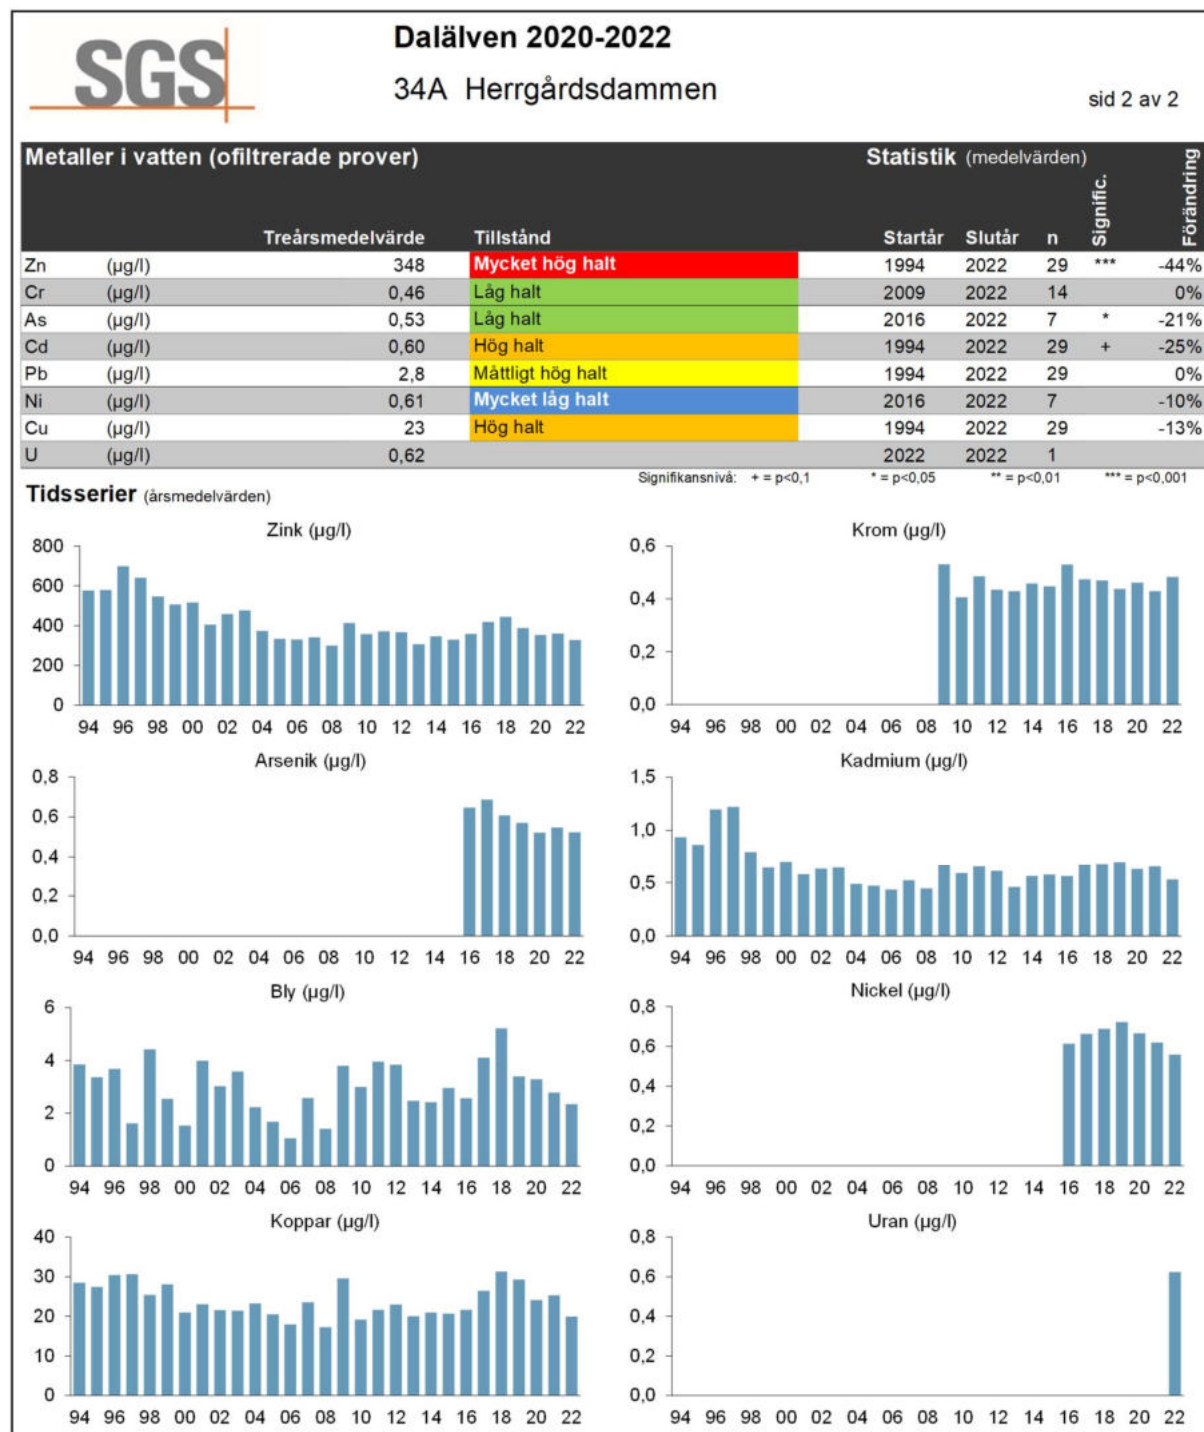 SGS
Dalälven 2020-2022
34A Herrgårdsdammen
sid 2 av 2
Metaller i vatten (ofiltrerade prover) Statistik (medelvärden)
Treårsmedelvärde Tillstånd Startår Slutår n Signific. Förändring
Zn (µg/l) 348 Mycket hög halt 1994 2022 29 *** -44%
Cr (µg/l) 0,46 Låg halt 2009 2022 14 0%
As (µg/l) 0,53 Låg halt 2016 2022 7 * -21%
Cd (µg/l) 0,60 Hög halt 1994 2022 29 + -25%
Pb (µg/l) 2,8 Måttligt hög halt 1994 2022 29 0%
Ni (µg/l) 0,61 Mycket låg halt 2016 2022 7 -10%
Cu (µg/l) 23 Hög halt 1994 2022 29 -13%
U (µg/l) 0,62 2022 2022 1
Signifikansnivå: + = p<0,1 * = p<0,05 ** = p<0,01 *** = p<0,001
Tidsserier (årsmedelvärden)
Zink (µg/l)
800
600
400
200
0
94 96 98 00 02 04 06 08 10 12 14 16 18 20 22
Krom (µg/l)
0,6
0,4
0,2
0,0
94 96 98 00 02 04 06 08 10 12 14 16 18 20 22
Arsenik (µg/l)
0,8
0,6
0,4
0,2
0,0
94 96 98 00 02 04 06 08 10 12 14 16 18 20 22
Kadmium (µg/l)
1,5
1,0
0,5
0,0
94 96 98 00 02 04 06 08 10 12 14 16 18 20 22
Bly (µg/l)
6
4
2
0
94 96 98 00 02 04 06 08 10 12 14 16 18 20 22
Nickel (µg/l)
0,8
0,6
0,4
0,2
0,0
94 96 98 00 02 04 06 08 10 12 14 16 18 20 22
Koppar (µg/l)
40
30
20
10
0
94 96 98 00 02 04 06 08 10 12 14 16 18 20 22
Uran (µg/l)
0,8
0,6
0,4
0,2
0,0
94 96 98 00 02 04 06 08 10 12 14 16 18 20 22